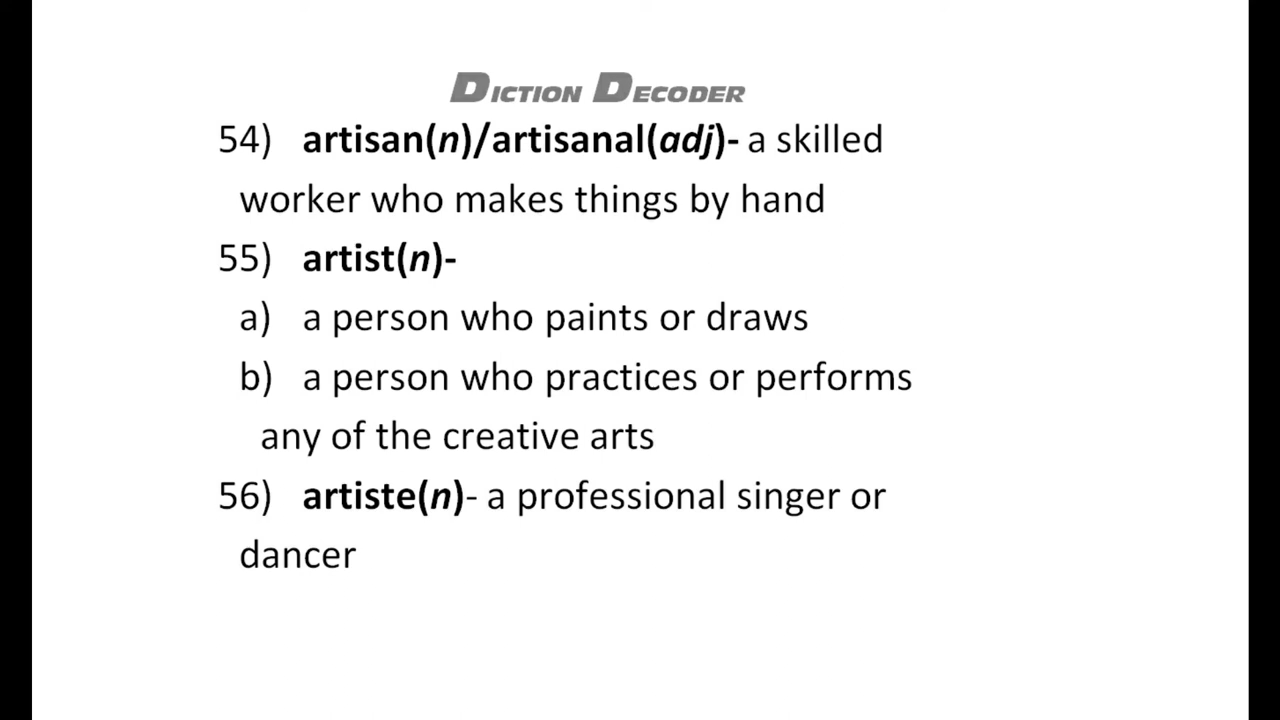 DICTION DECODER
54) artisan(n)/artisanal(adj)- a skilled
worker who makes things by hand
55) artist(n)-
a) a person who paints or draws
b) a person who practices or performs
any of the creative arts
56) artiste(n)- a professional singer or
dancer